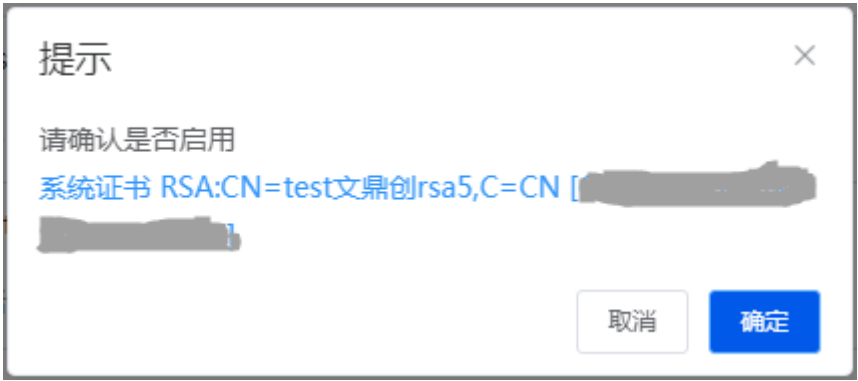 提示
请确认是否启用
系统证书 RSA:CN=test文鼎创rsa5,C=CN [
]
取消 确定